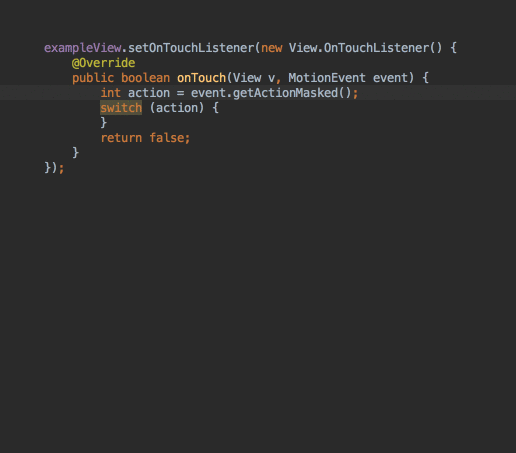 exampleView.setOnTouchListener(new View.OnTouchListener() {
    @Override
    public boolean onTouch(View v, MotionEvent event) {
        int action = event.getActionMasked();
        switch (action) {
        }
        return false;
    }
});